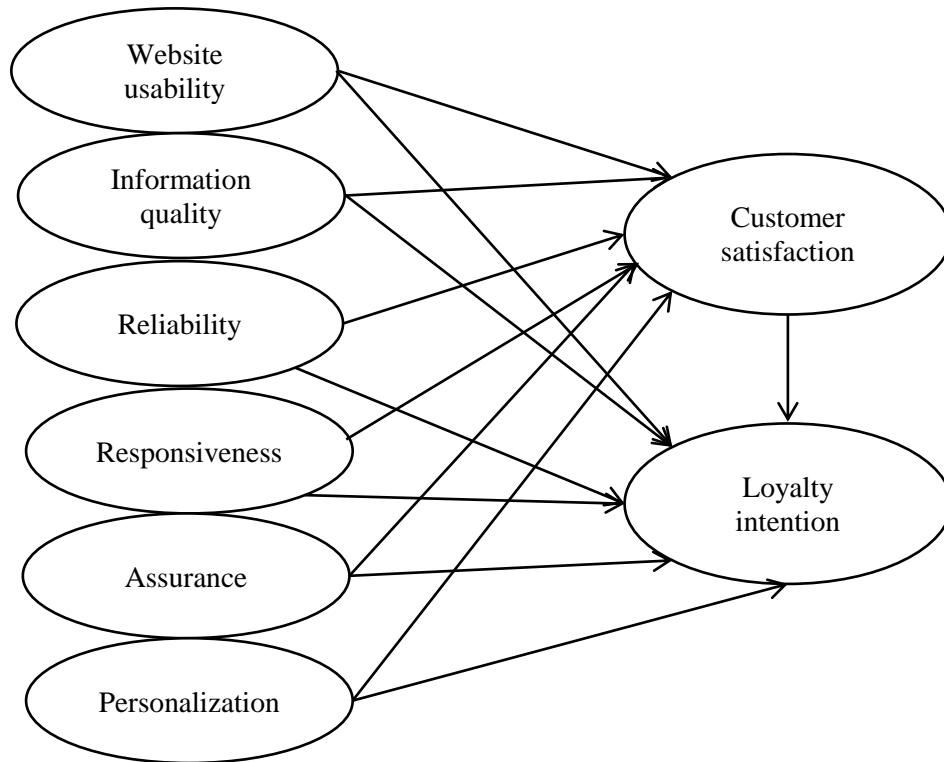 Website
usability
Information
quality
Reliability
Responsiveness
Assurance
Personalization
Customer
satisfaction
Loyalty
intention